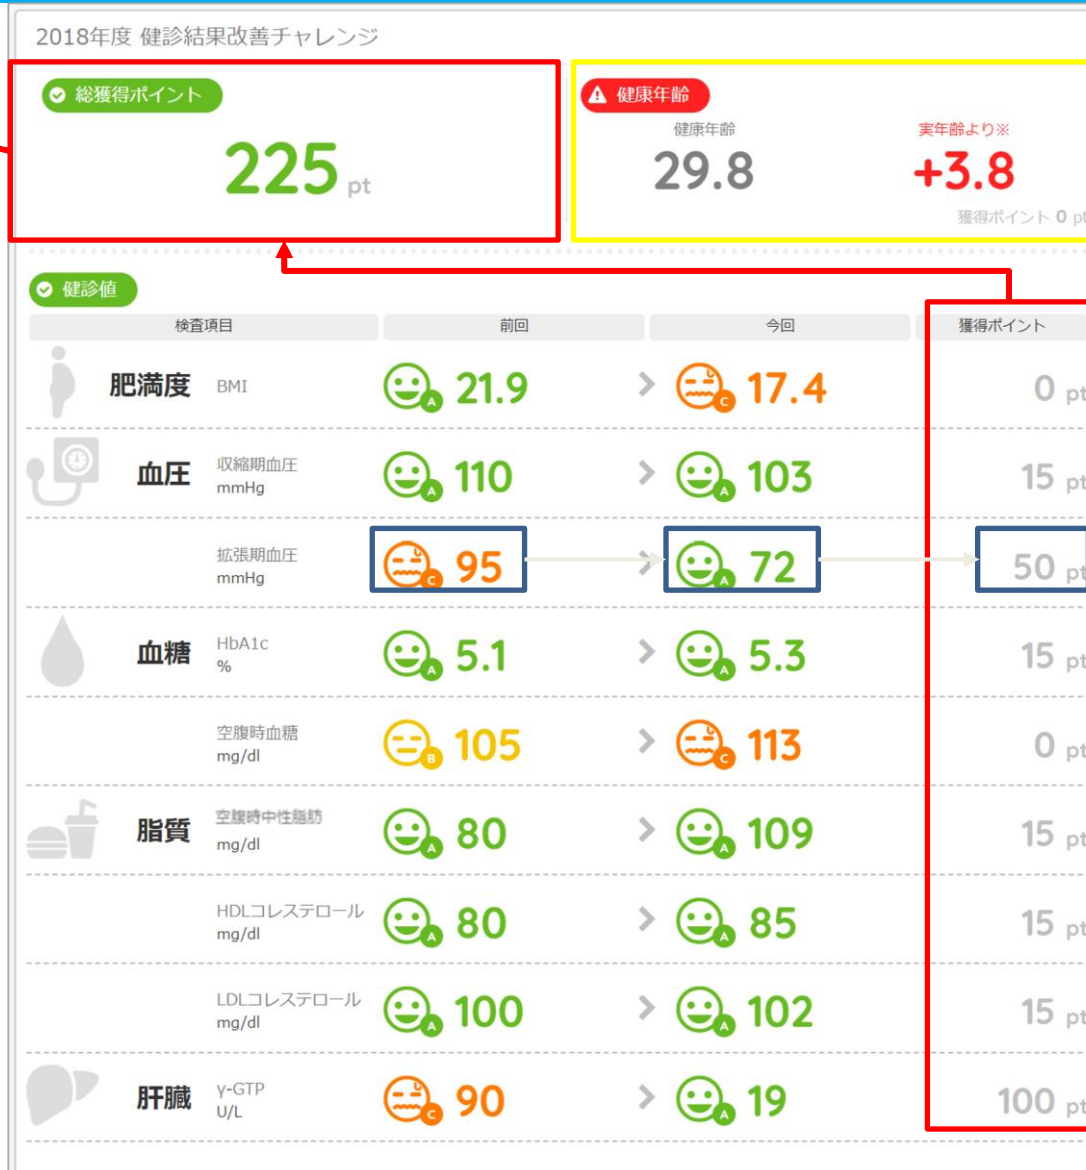 2018年度 健診結果改善チャレンジ
総獲得ポイント
225 pt
健康年齢
健康年齢
29.8
実年齢より※
+3.8
獲得ポイント 0 pt
健診値
検査項目 前回 今回 獲得ポイント
肥満度 BMI A 21.9 > C 17.4 0 pt
血圧 収縮期血圧 mmHg A 110 > A 103 15 pt
拡張期血圧 mmHg C 95 > A 72 50 pt
血糖 HbA1c % A 5.1 > A 5.3 15 pt
空腹時血糖 mg/dl B 105 > C 113 0 pt
脂質 空腹時中性脂肪 mg/dl A 80 > A 109 15 pt
HDLコレステロール mg/dl A 80 > A 85 15 pt
LDLコレステロール mg/dl A 100 > A 102 15 pt
肝臓 γ-GTP U/L C 90 > A 19 100 pt